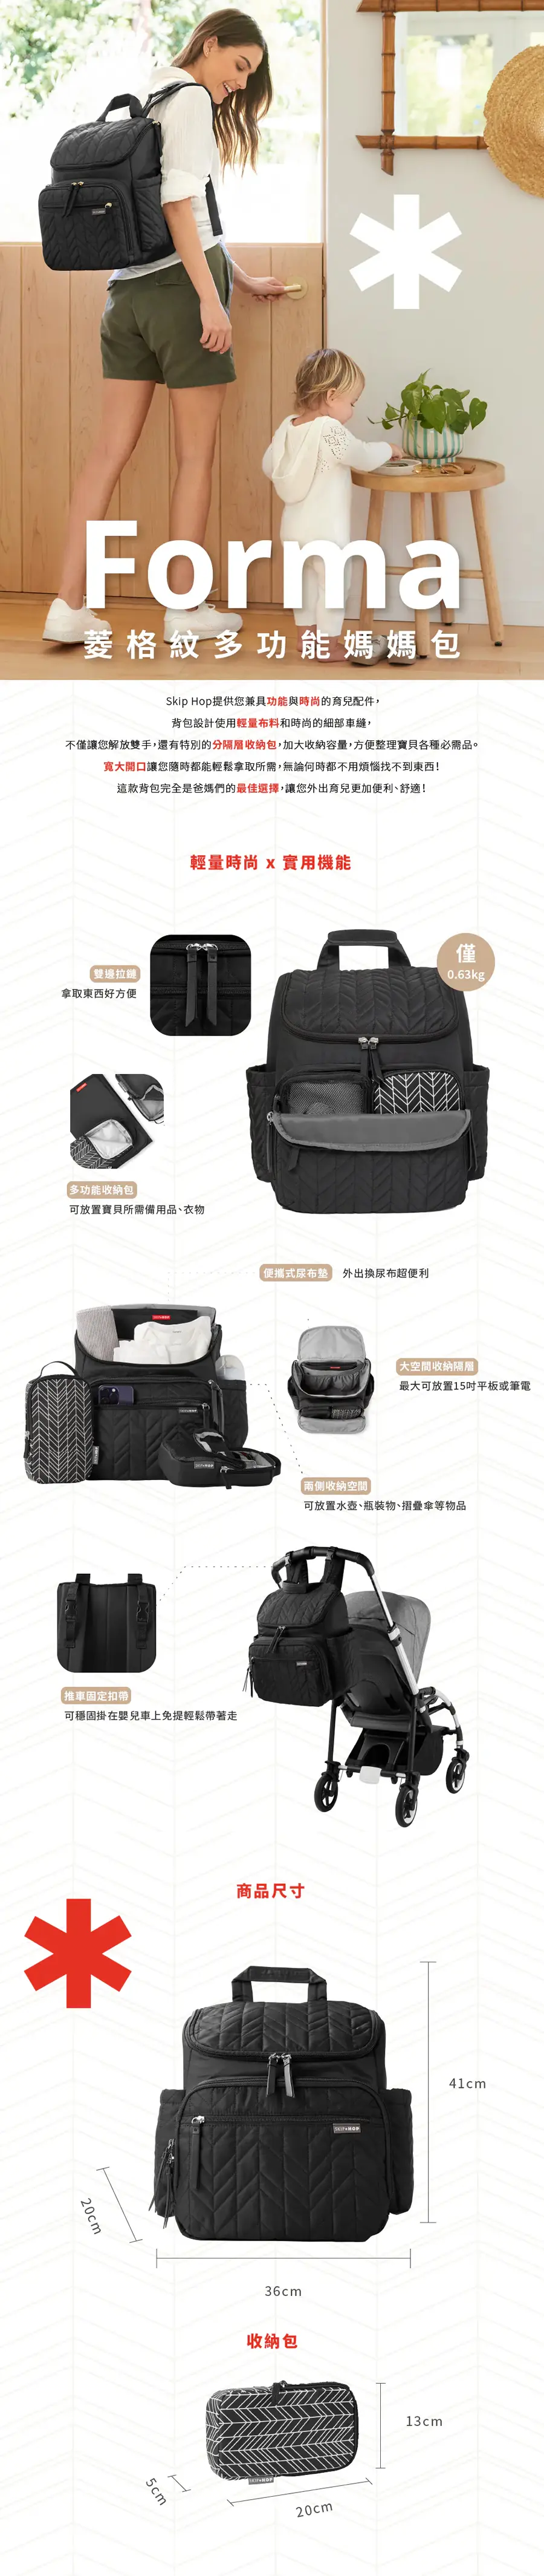 Forma
菱格紋多功能媽媽包
Skip Hop提供您兼具功能與時尚的育兒配件,
背包設計使用輕量布料和時尚的細部車縫,
不僅讓您解放雙手,還有特別的分隔層收納包,加大收納容量,方便整理寶貝各種必需品。
寬大開口讓您隨時都能輕鬆拿取所需,無論何時都不用煩惱找不到東西!
這款背包完全是爸媽們的最佳選擇,讓您外出育兒更加便利、舒適!
輕量時尚 x 實用機能
僅
0.63kg
雙邊拉鏈
拿取東西好方便
多功能收納包
可放置寶貝所需備用品、衣物
便攜式尿布墊 外出換尿布超便利
大空間收納隔層
最大可放置15吋平板或筆電
兩側收納空間
可放置水壺、瓶裝物、摺疊傘等物品
推車固定扣帶
可穩固掛在嬰兒車上免提輕鬆帶著走
商品尺寸
SKIP*HOP
41cm
20cm
36cm
收納包
13cm
SKIP*HOP
5cm
20cm